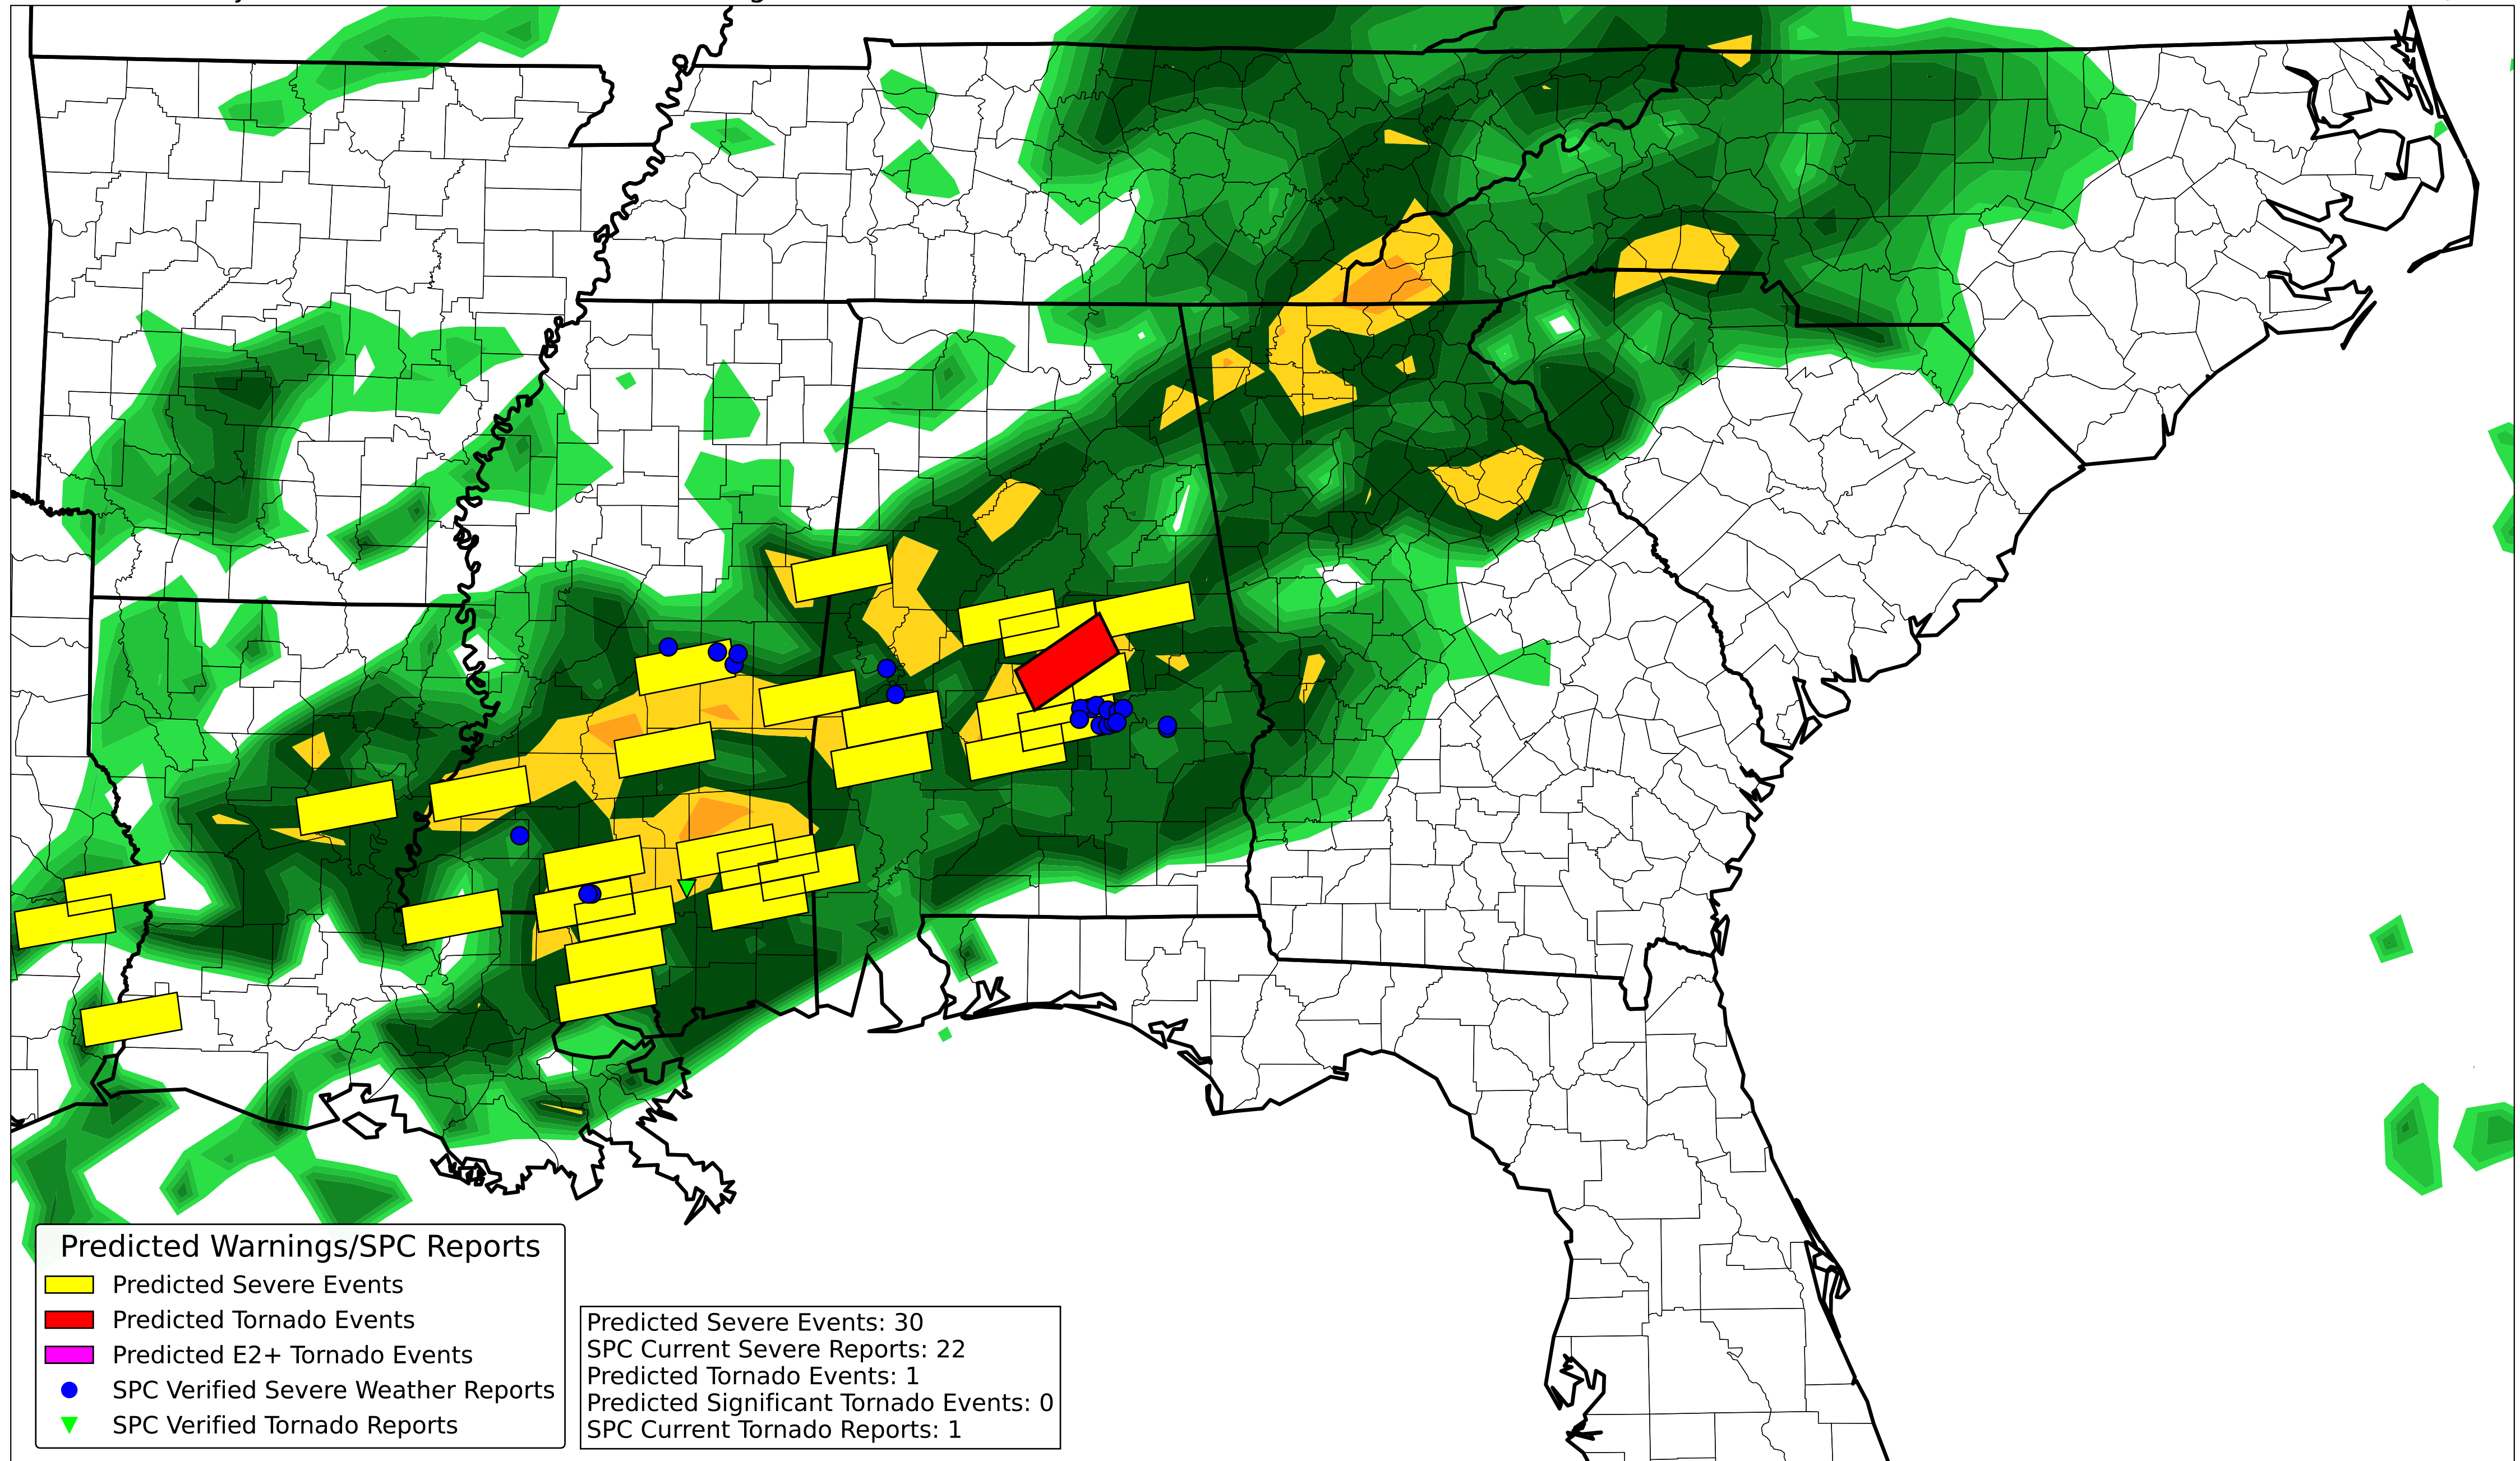 Predicted Warnings/SPC Reports
Predicted Severe Events
Predicted Tornado Events
Predicted E2+ Tornado Events
SPC Verified Severe Weather Reports
SPC Verified Tornado Reports
Predicted Severe Events: 30
SPC Current Severe Reports: 22
Predicted Tornado Events: 1
Predicted Significant Tornado Events: 0
SPC Current Tornado Reports: 1